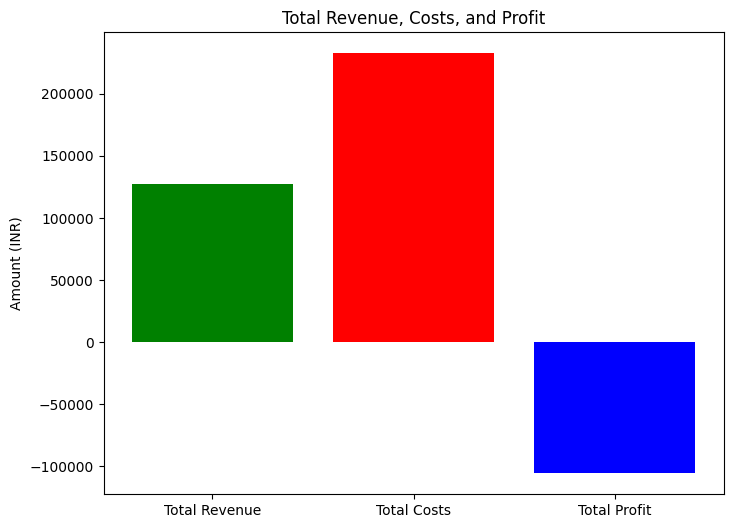 Total Revenue, Costs, and Profit
Amount (INR)
200000
150000
100000
50000
0
−50000
−100000
Total Revenue
Total Costs
Total Profit